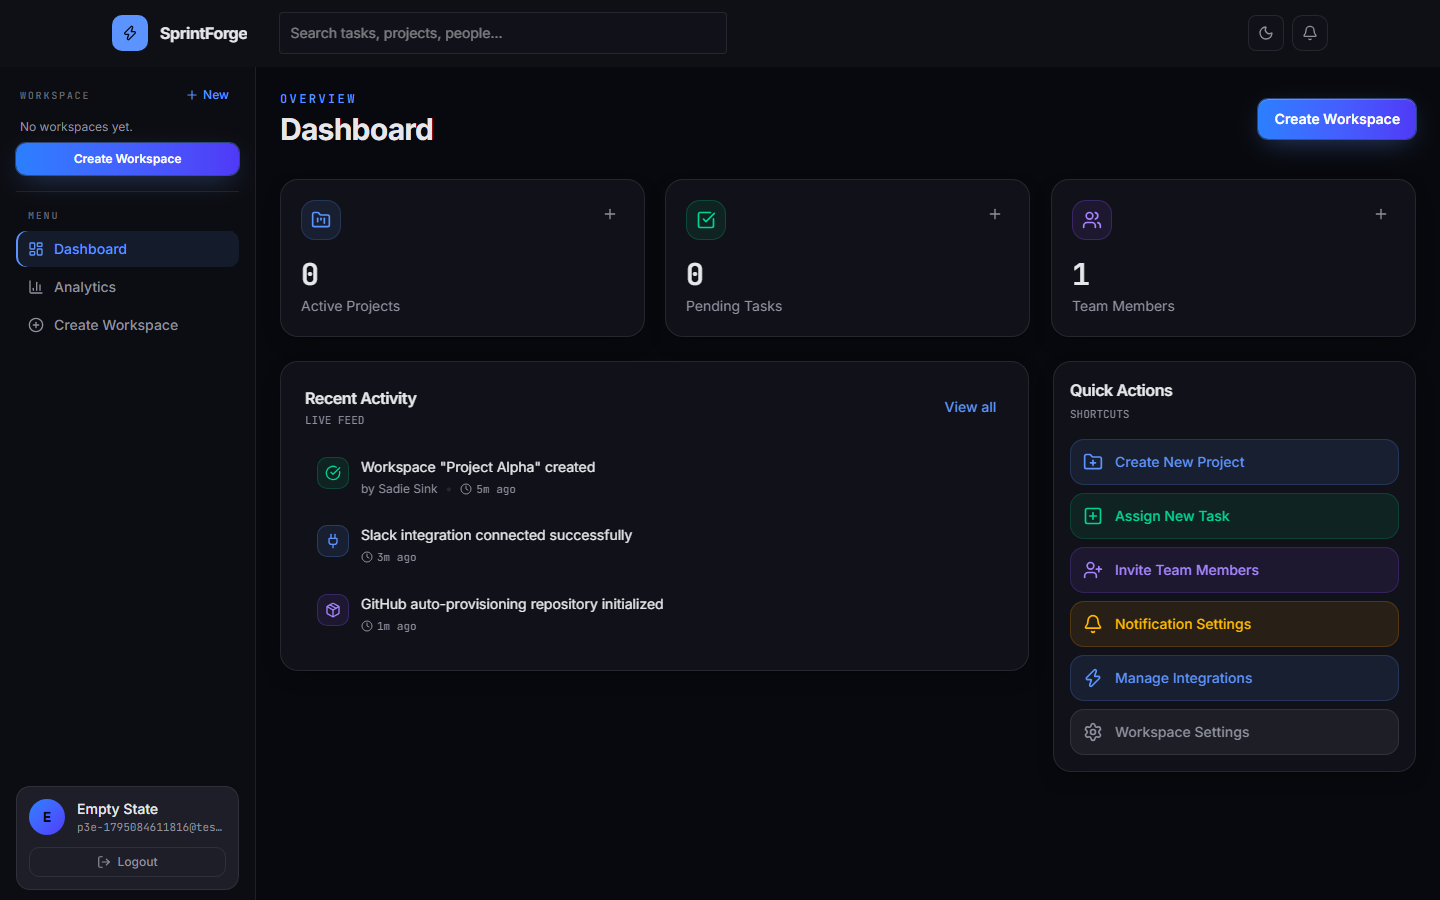 SprintForge
Search tasks, projects, people...
WORKSPACE
New
No workspaces yet.
Create Workspace
MENU
Dashboard
Analytics
Create Workspace
Empty State
E
p3e-1795084611816@tes…
Logout
OVERVIEW
Dashboard
Create Workspace
0
Active Projects
0
Pending Tasks
1
Team Members
Recent Activity
LIVE FEED
View all
Workspace "Project Alpha" created
by Sadie Sink • 5m ago
Slack integration connected successfully
3m ago
GitHub auto-provisioning repository initialized
1m ago
Quick Actions
SHORTCUTS
Create New Project
Assign New Task
Invite Team Members
Notification Settings
Manage Integrations
Workspace Settings